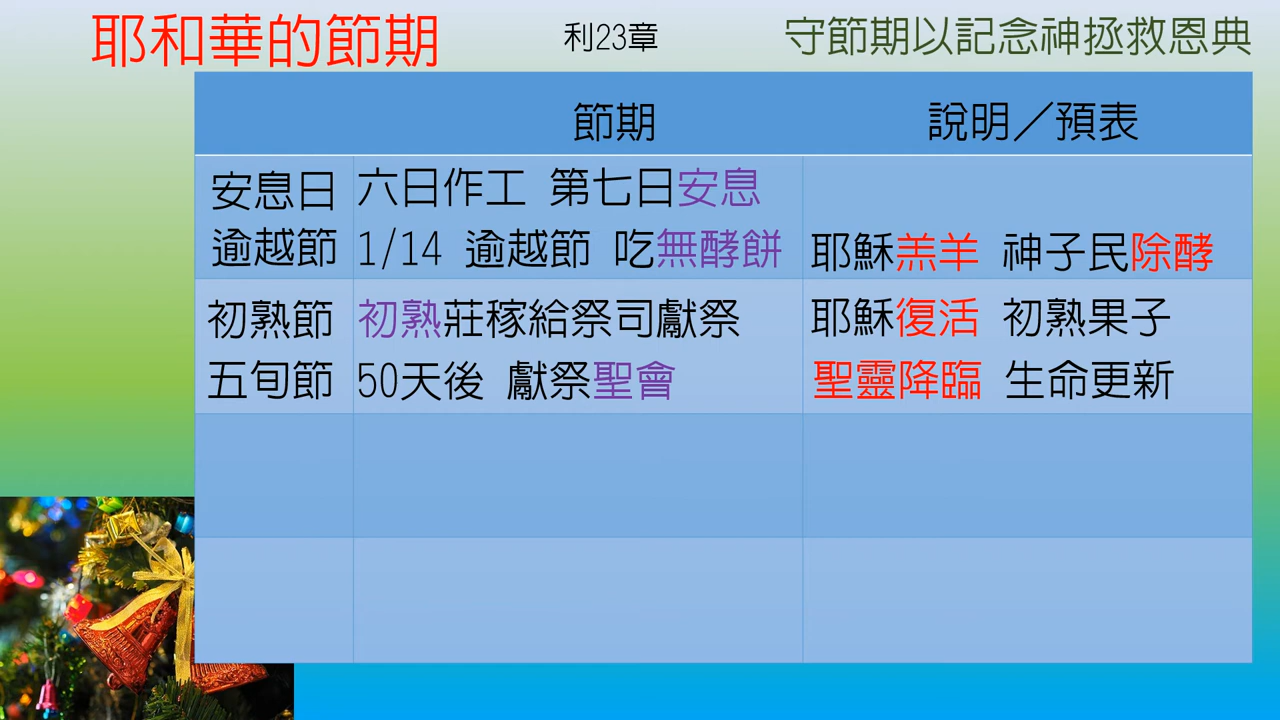 耶和華的節期 利23章 守節期以記念神拯救恩典
節期 說明／預表
安息日 六日作工 第七日安息
逾越節 1/14 逾越節 吃無酵餅 耶穌羔羊 神子民除酵
初熟節 初熟莊稼給祭司獻祭 耶穌復活 初熟果子
五旬節 50天後 獻祭聖會 聖靈降臨 生命更新